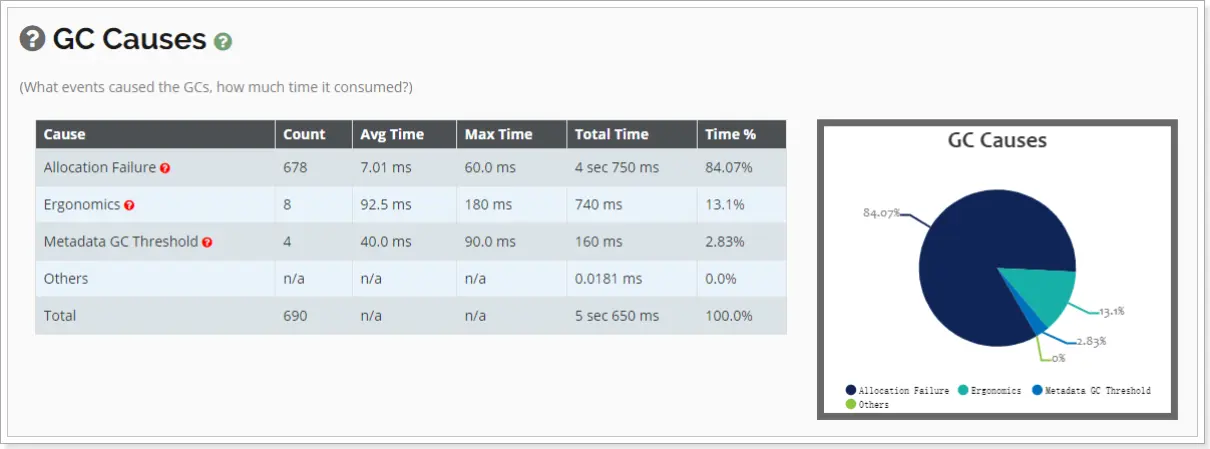 GC Causes
(What events caused the GCs, how much time it consumed?)
Cause Count Avg Time Max Time Total Time Time %
Allocation Failure 678 7.01 ms 60.0 ms 4 sec 750 ms 84.07%
Ergonomics 8 92.5 ms 180 ms 740 ms 13.1%
Metadata GC Threshold 4 40.0 ms 90.0 ms 160 ms 2.83%
Others n/a n/a n/a 0.0181 ms 0.0%
Total 690 n/a n/a 5 sec 650 ms 100.0%
GC Causes
84.07%
13.1%
2.83%
0%
Allocation Failure Ergonomics Metadata GC Threshold
Others